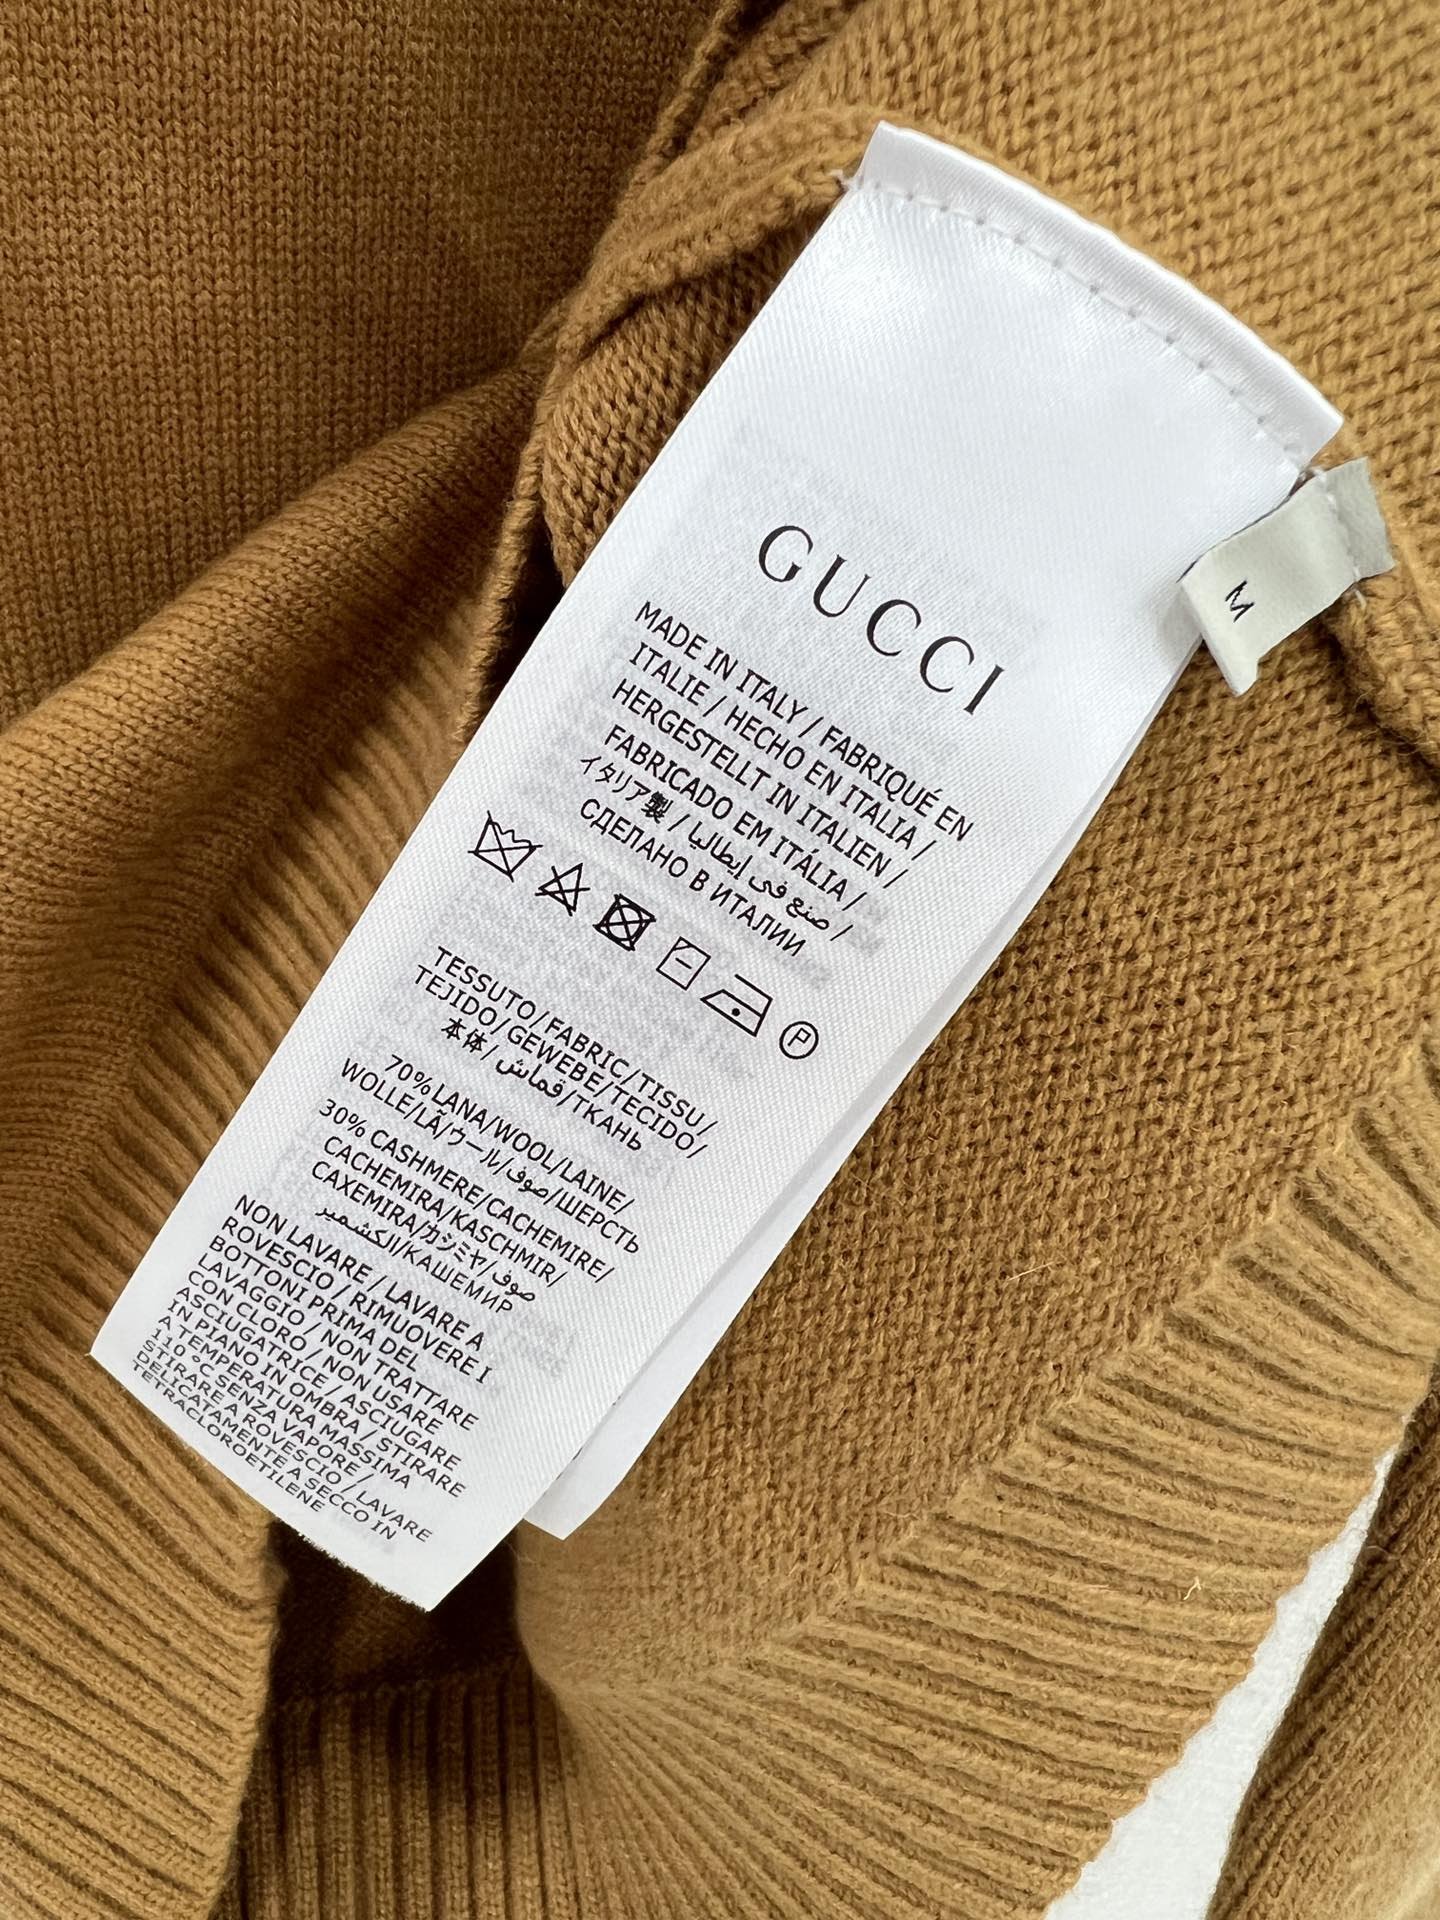 GUCCI
MADE IN ITALY / FABRIQUÉ EN
ITALIE / HECHO EN ITALIA /
HERGESTELLT IN ITALIEN /
FABRICADO EM ITÁLIA /
イタリア製 / صنع في إيطاليا /
СДЕЛАНО В ИТАЛИИ
P
TESSUTO/FABRIC/TISSU/
TEJIDO/GEWEBE/TECIDO/
本体/قماش/ТКАНЬ
70%LANA/WOOL/LAINE/
WOLLE/LÃ/ウール/صوف/ШЕРСТЬ
30% CASHMERE/CACHEMIRE/
CACHEMIRA/KASCHMIR/
CAXEMIRA/カシミヤ/صوف
الكشمير/КАШЕМИР
NON LAVARE / LAVARE A
ROVESCIO / RIMUOVERE I
BOTTONI PRIMA DEL
LAVAGGIO / NON TRATTARE
CON CLORO / NON USARE
ASCIUGATRICE / ASCIUGARE
IN PIANO IN OMBRA / STIRARE
A TEMPERATURA MASSIMA
110 °C SENZA VAPORE /
STIRARE A ROVESCIO / LAVARE
DELICATAMENTE A SECCO IN
TETRACLOROETILENE
M